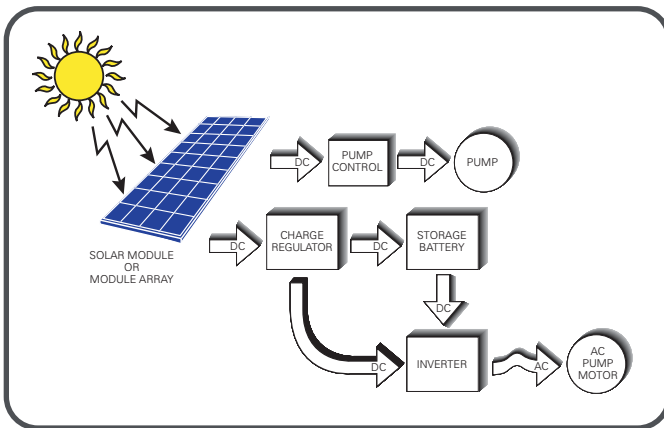 DC
PUMP
CONTROL
DC
PUMP
SOLAR MODULE
OR
MODULE ARRAY
DC
CHARGE
REGULATOR
DC
STORAGE
BATTERY
DC
DC
INVERTER
AC
AC
PUMP
MOTOR